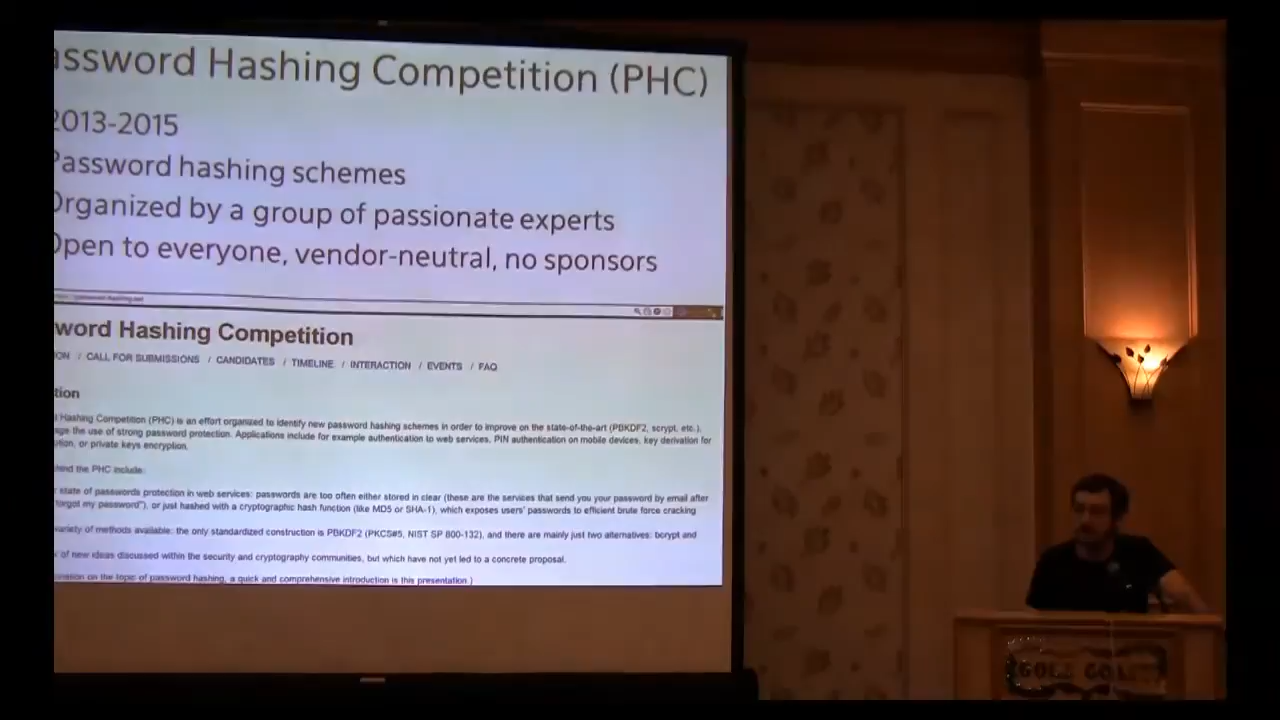 assword Hashing Competition (PHC)
2013-2015
Password hashing schemes
Organized by a group of passionate experts
Open to everyone, vendor-neutral, no sponsors
word Hashing Competition
ON / CALL FOR SUBMISSIONS / CANDIDATES / TIMELINE / INTERACTION / EVENTS / FAQ
tion
Hashing Competition (PHC) is an effort organized to identify new password hashing schemes in order to improve on the state-of-the-art (PBKDF2, scrypt, etc.),
ge the use of strong password protection. Applications include for example authentication to web services, PIN authentication on mobile devices, key derivation for
tion, or private keys encryption.
hind the PHC include:
r state of passwords protection in web services: passwords are too often either stored in clear (these are the services that send you your password by email after
forgot my password"), or just hashed with a cryptographic hash function (like MD5 or SHA-1), which exposes users' passwords to efficient brute force cracking
variety of methods available: the only standardized construction is PBKDF2 (PKCS#5, NIST SP 800-132), and there are mainly just two alternatives: bcrypt and
of new ideas discussed within the security and cryptography communities, but which have not yet led to a concrete proposal.
on the topic of password hashing, a quick and comprehensive introduction is this presentation.)
GOLD COAST